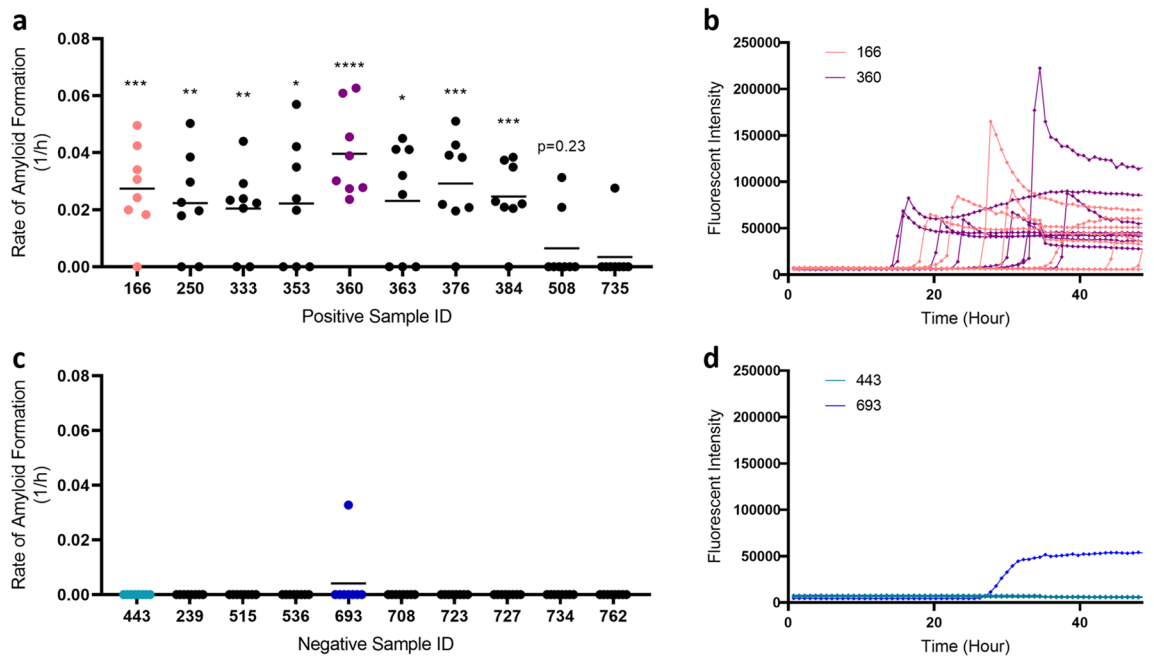 a
Rate of Amyloid Formation
(1/h)
0.08
0.06
0.04
0.02
0.00
***
**
**
*
****
*
***
***
p=0.23
166 250 333 353 360 363 376 384 508 735
Positive Sample ID
b
Fluorescent Intensity
250000
200000
150000
100000
50000
0
166
360
0 20 40
Time (Hour)
c
Rate of Amyloid Formation
(1/h)
0.08
0.06
0.04
0.02
0.00
443 239 515 536 693 708 723 727 734 762
Negative Sample ID
d
Fluorescent Intensity
250000
200000
150000
100000
50000
0
443
693
0 20 40
Time (Hour)